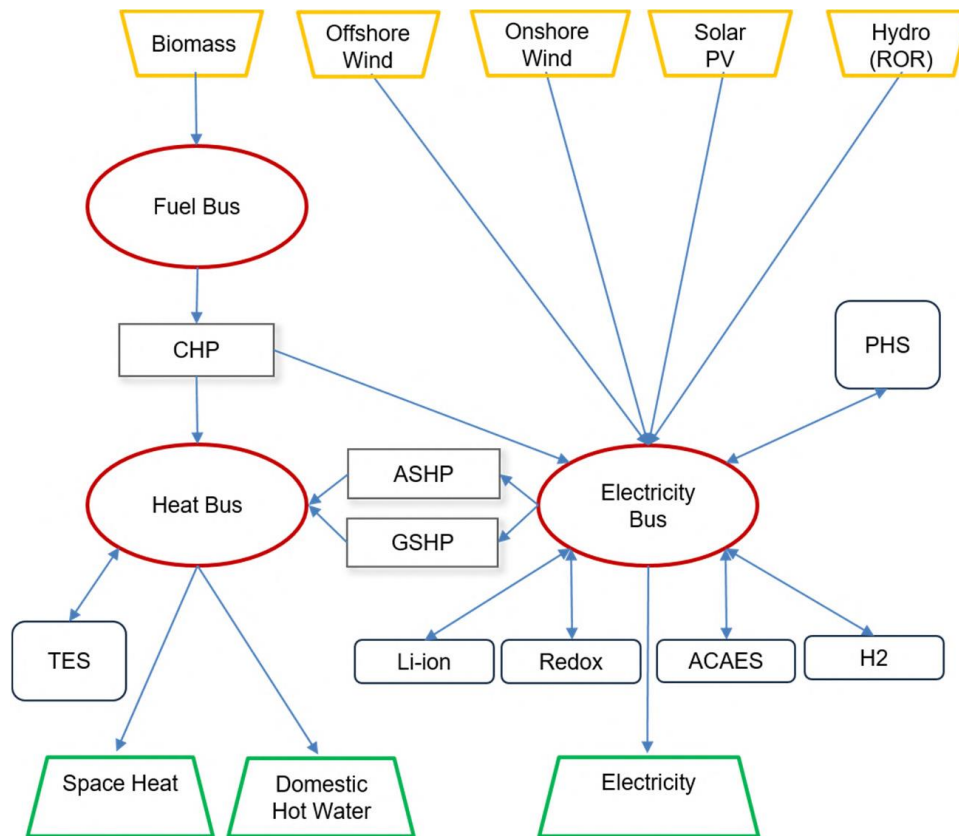 Biomass
Offshore
Wind
Onshore
Wind
Solar
PV
Hydro
(ROR)
Fuel Bus
CHP
PHS
Heat Bus
ASHP
GSHP
Electricity
Bus
TES
Li-ion
Redox
ACAES
H2
Space Heat
Domestic
Hot Water
Electricity